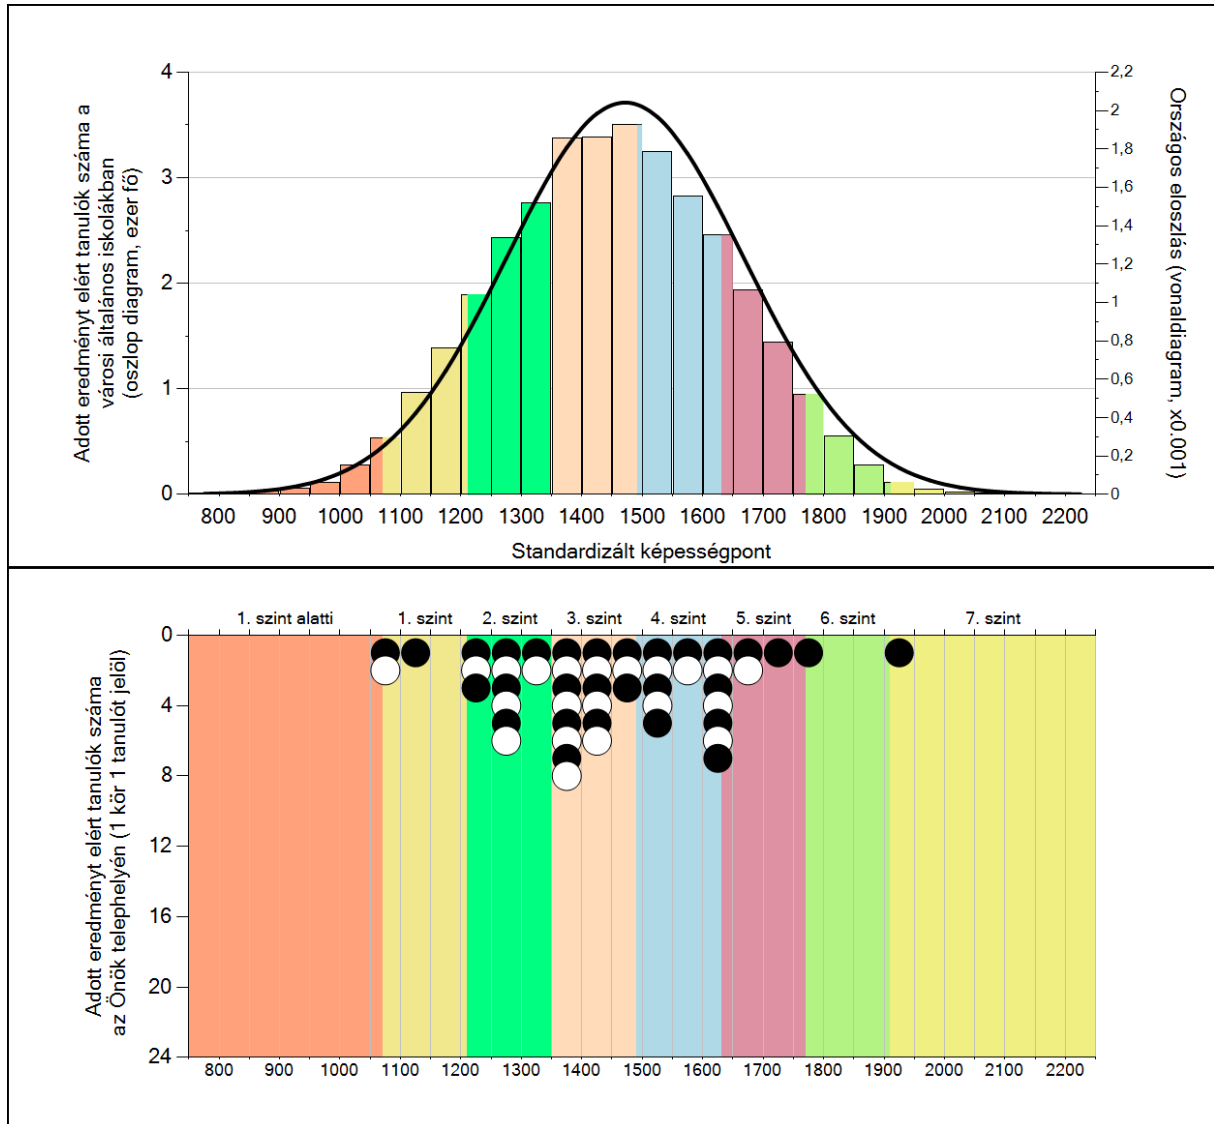 Adott eredményt elért tanulók száma a
városi általános iskolákban
(oszlop diagram, ezer fő)
4
3
2
1
0
2,2
2
1,8
1,6
1,4
1,2
1
0,8
0,6
0,4
0,2
0
Országos eloszlás (vonaldiagram, x0.001)
800 900 1000 1100 1200 1300 1400 1500 1600 1700 1800 1900 2000 2100 2200
Standardizált képességpont
1. szint alatti 1. szint 2. szint 3. szint 4. szint 5. szint 6. szint 7. szint
Adott eredményt elért tanulók száma
az Önök telephelyén (1 kör 1 tanulót jelöl)
0
4
8
12
16
20
24
800 900 1000 1100 1200 1300 1400 1500 1600 1700 1800 1900 2000 2100 2200